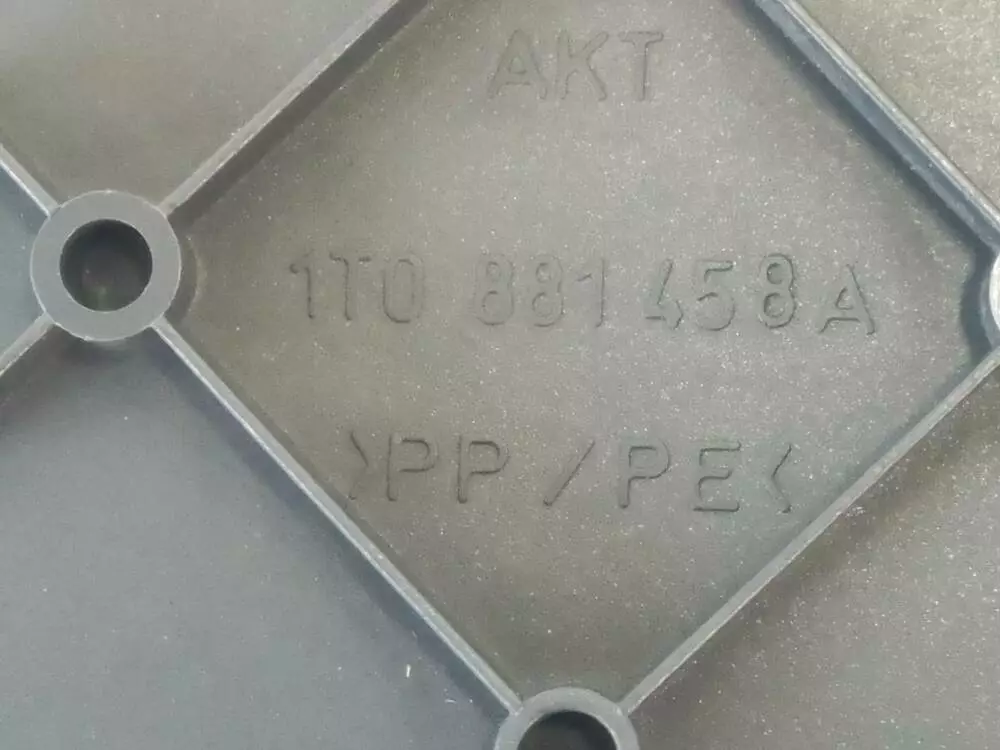 AKT
1T0 881 458 A
>PP/PE<